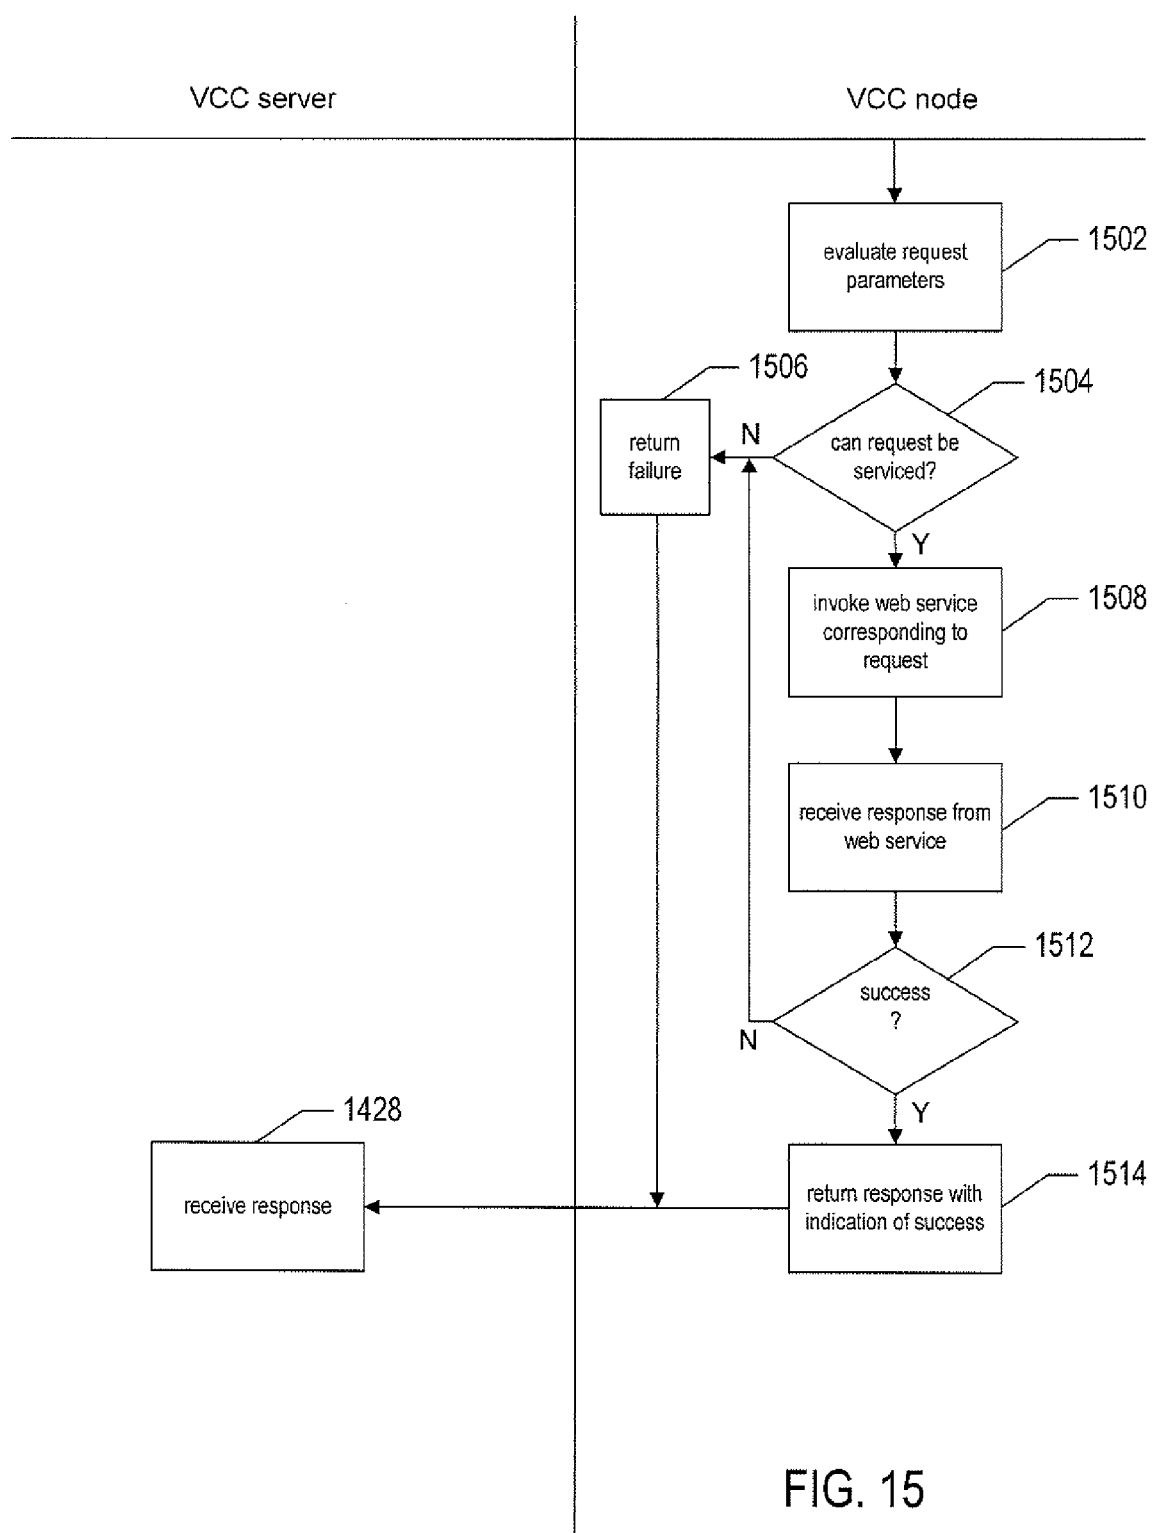 VCC server
VCC node
evaluate request
parameters
1502
1506
1504
return
failure
N
can request be
serviced?
Y
invoke web service
corresponding to
request
1508
receive response from
web service
1510
1512
success
?
N
Y
1428
receive response
return response with
indication of success
1514
FIG. 15